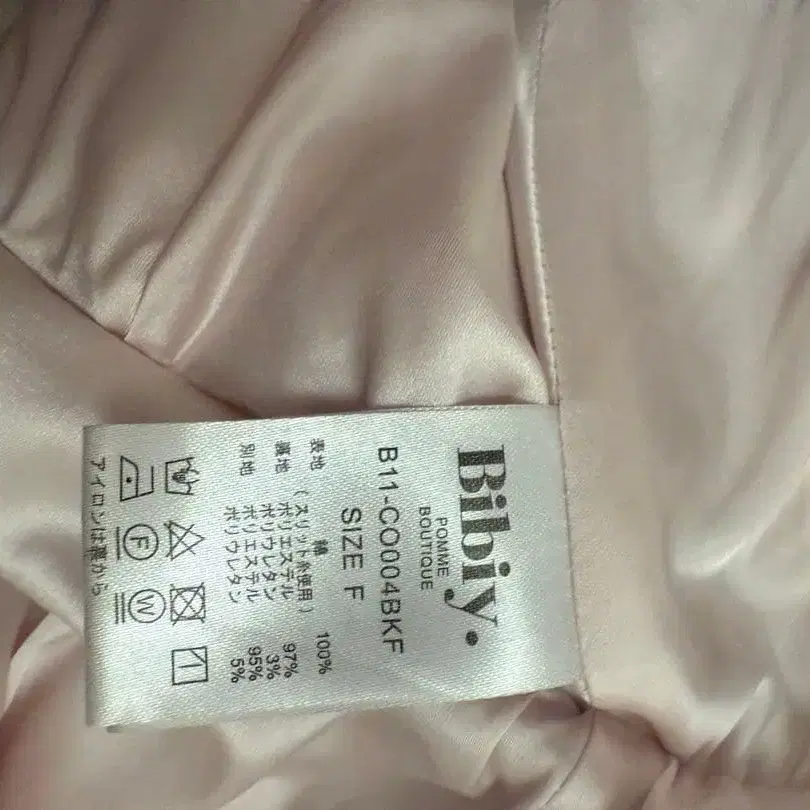 Bibiy.
POMME
BOUTIQUE
B11-CO004BKF
SIZE F
表地 綿 100%
(スリット糸使用)
裏地 ポリエステル 97%
ポリウレタン 3%
別地 ポリエステル 95%
ポリウレタン 5%
F W
アイロンは裏から